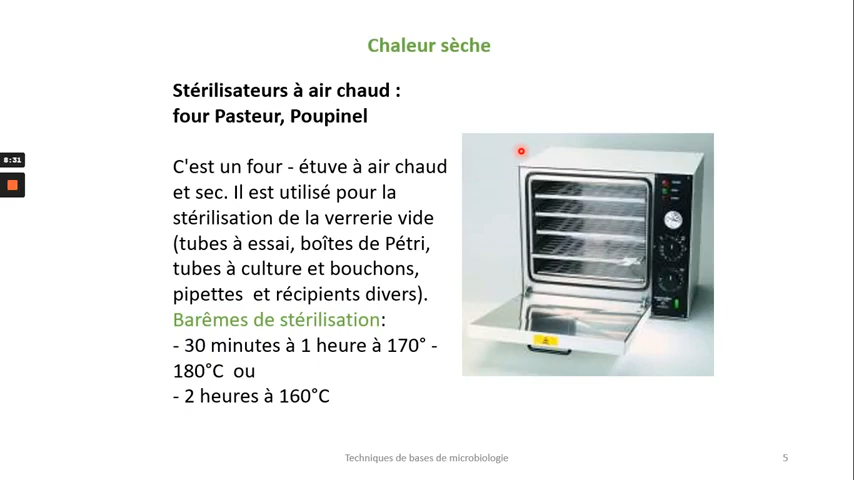 Chaleur sèche
Stérilisateurs à air chaud :
four Pasteur, Poupinel
C'est un four - étuve à air chaud
et sec. Il est utilisé pour la
stérilisation de la verrerie vide
(tubes à essai, boîtes de Pétri,
tubes à culture et bouchons,
pipettes et récipients divers).
Barêmes de stérilisation:
- 30 minutes à 1 heure à 170° -
180°C ou
- 2 heures à 160°C
8:31
Techniques de bases de microbiologie
5